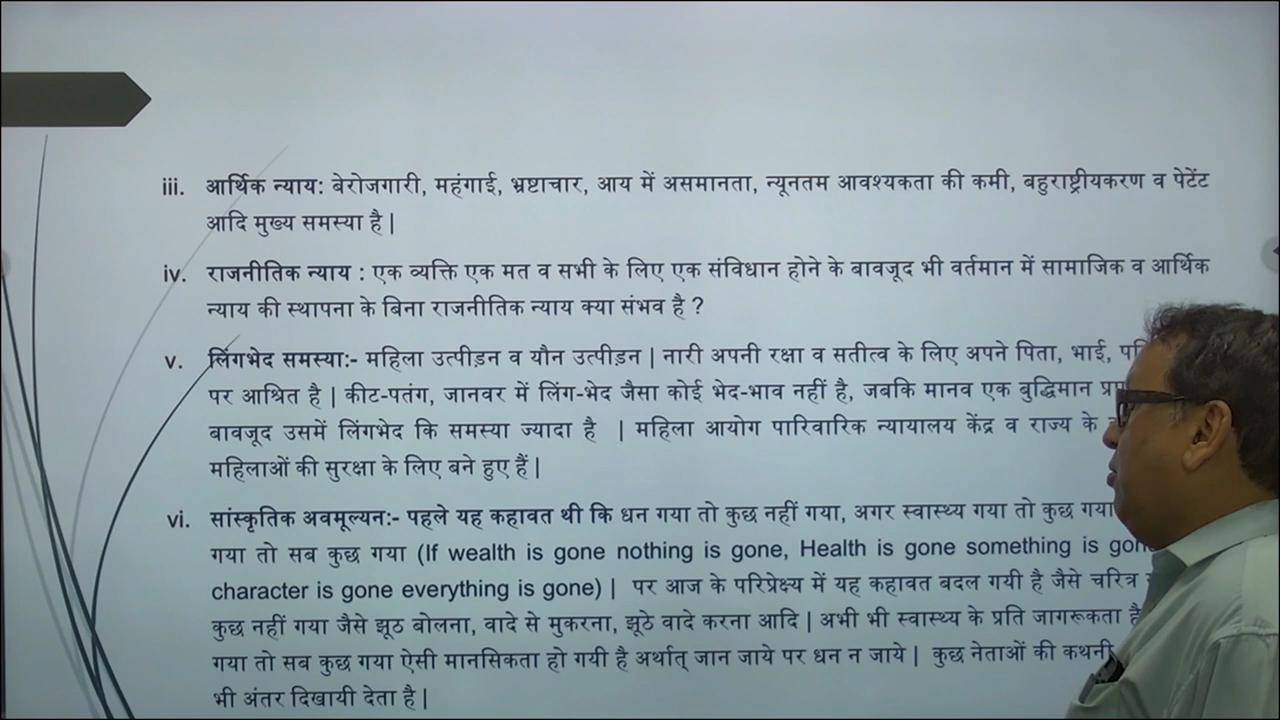 iii. आर्थिक न्याय: बेरोजगारी, महंगाई, भ्रष्टाचार, आय में असमानता, न्यूनतम आवश्यकता की कमी, बहुराष्ट्रीयकरण व पेटेंट
आदि मुख्य समस्या है |
iv. राजनीतिक न्याय : एक व्यक्ति एक मत व सभी के लिए एक संविधान होने के बावजूद भी वर्तमान में सामाजिक व आर्थिक
न्याय की स्थापना के बिना राजनीतिक न्याय क्या संभव है ?
v. लिंगभेद समस्या:- महिला उत्पीड़न व यौन उत्पीड़न | नारी अपनी रक्षा व सतीत्व के लिए अपने पिता, भाई,
पर आश्रित है | कीट-पतंग, जानवर में लिंग-भेद जैसा कोई भेद-भाव नहीं है, जबकि मानव एक बुद्धिमान
बावजूद उसमें लिंगभेद कि समस्या ज्यादा है | महिला आयोग पारिवारिक न्यायालय केंद्र व राज्य के
महिलाओं की सुरक्षा के लिए बने हुए हैं |
vi. सांस्कृतिक अवमूल्यन:- पहले यह कहावत थी कि धन गया तो कुछ नहीं गया, अगर स्वास्थ्य गया तो कुछ गया
गया तो सब कुछ गया (If wealth is gone nothing is gone, Health is gone something is
character is gone everything is gone) | पर आज के परिप्रेक्ष्य में यह कहावत बदल गयी है जैसे चरित्र
कुछ नहीं गया जैसे झूठ बोलना, वादे से मुकरना, झूठे वादे करना आदि | अभी भी स्वास्थ्य के प्रति जागरूकता
गया तो सब कुछ गया ऐसी मानसिकता हो गयी है अर्थात् जान जाये पर धन न जाये | कुछ नेताओं की कथनी
भी अंतर दिखायी देता है |